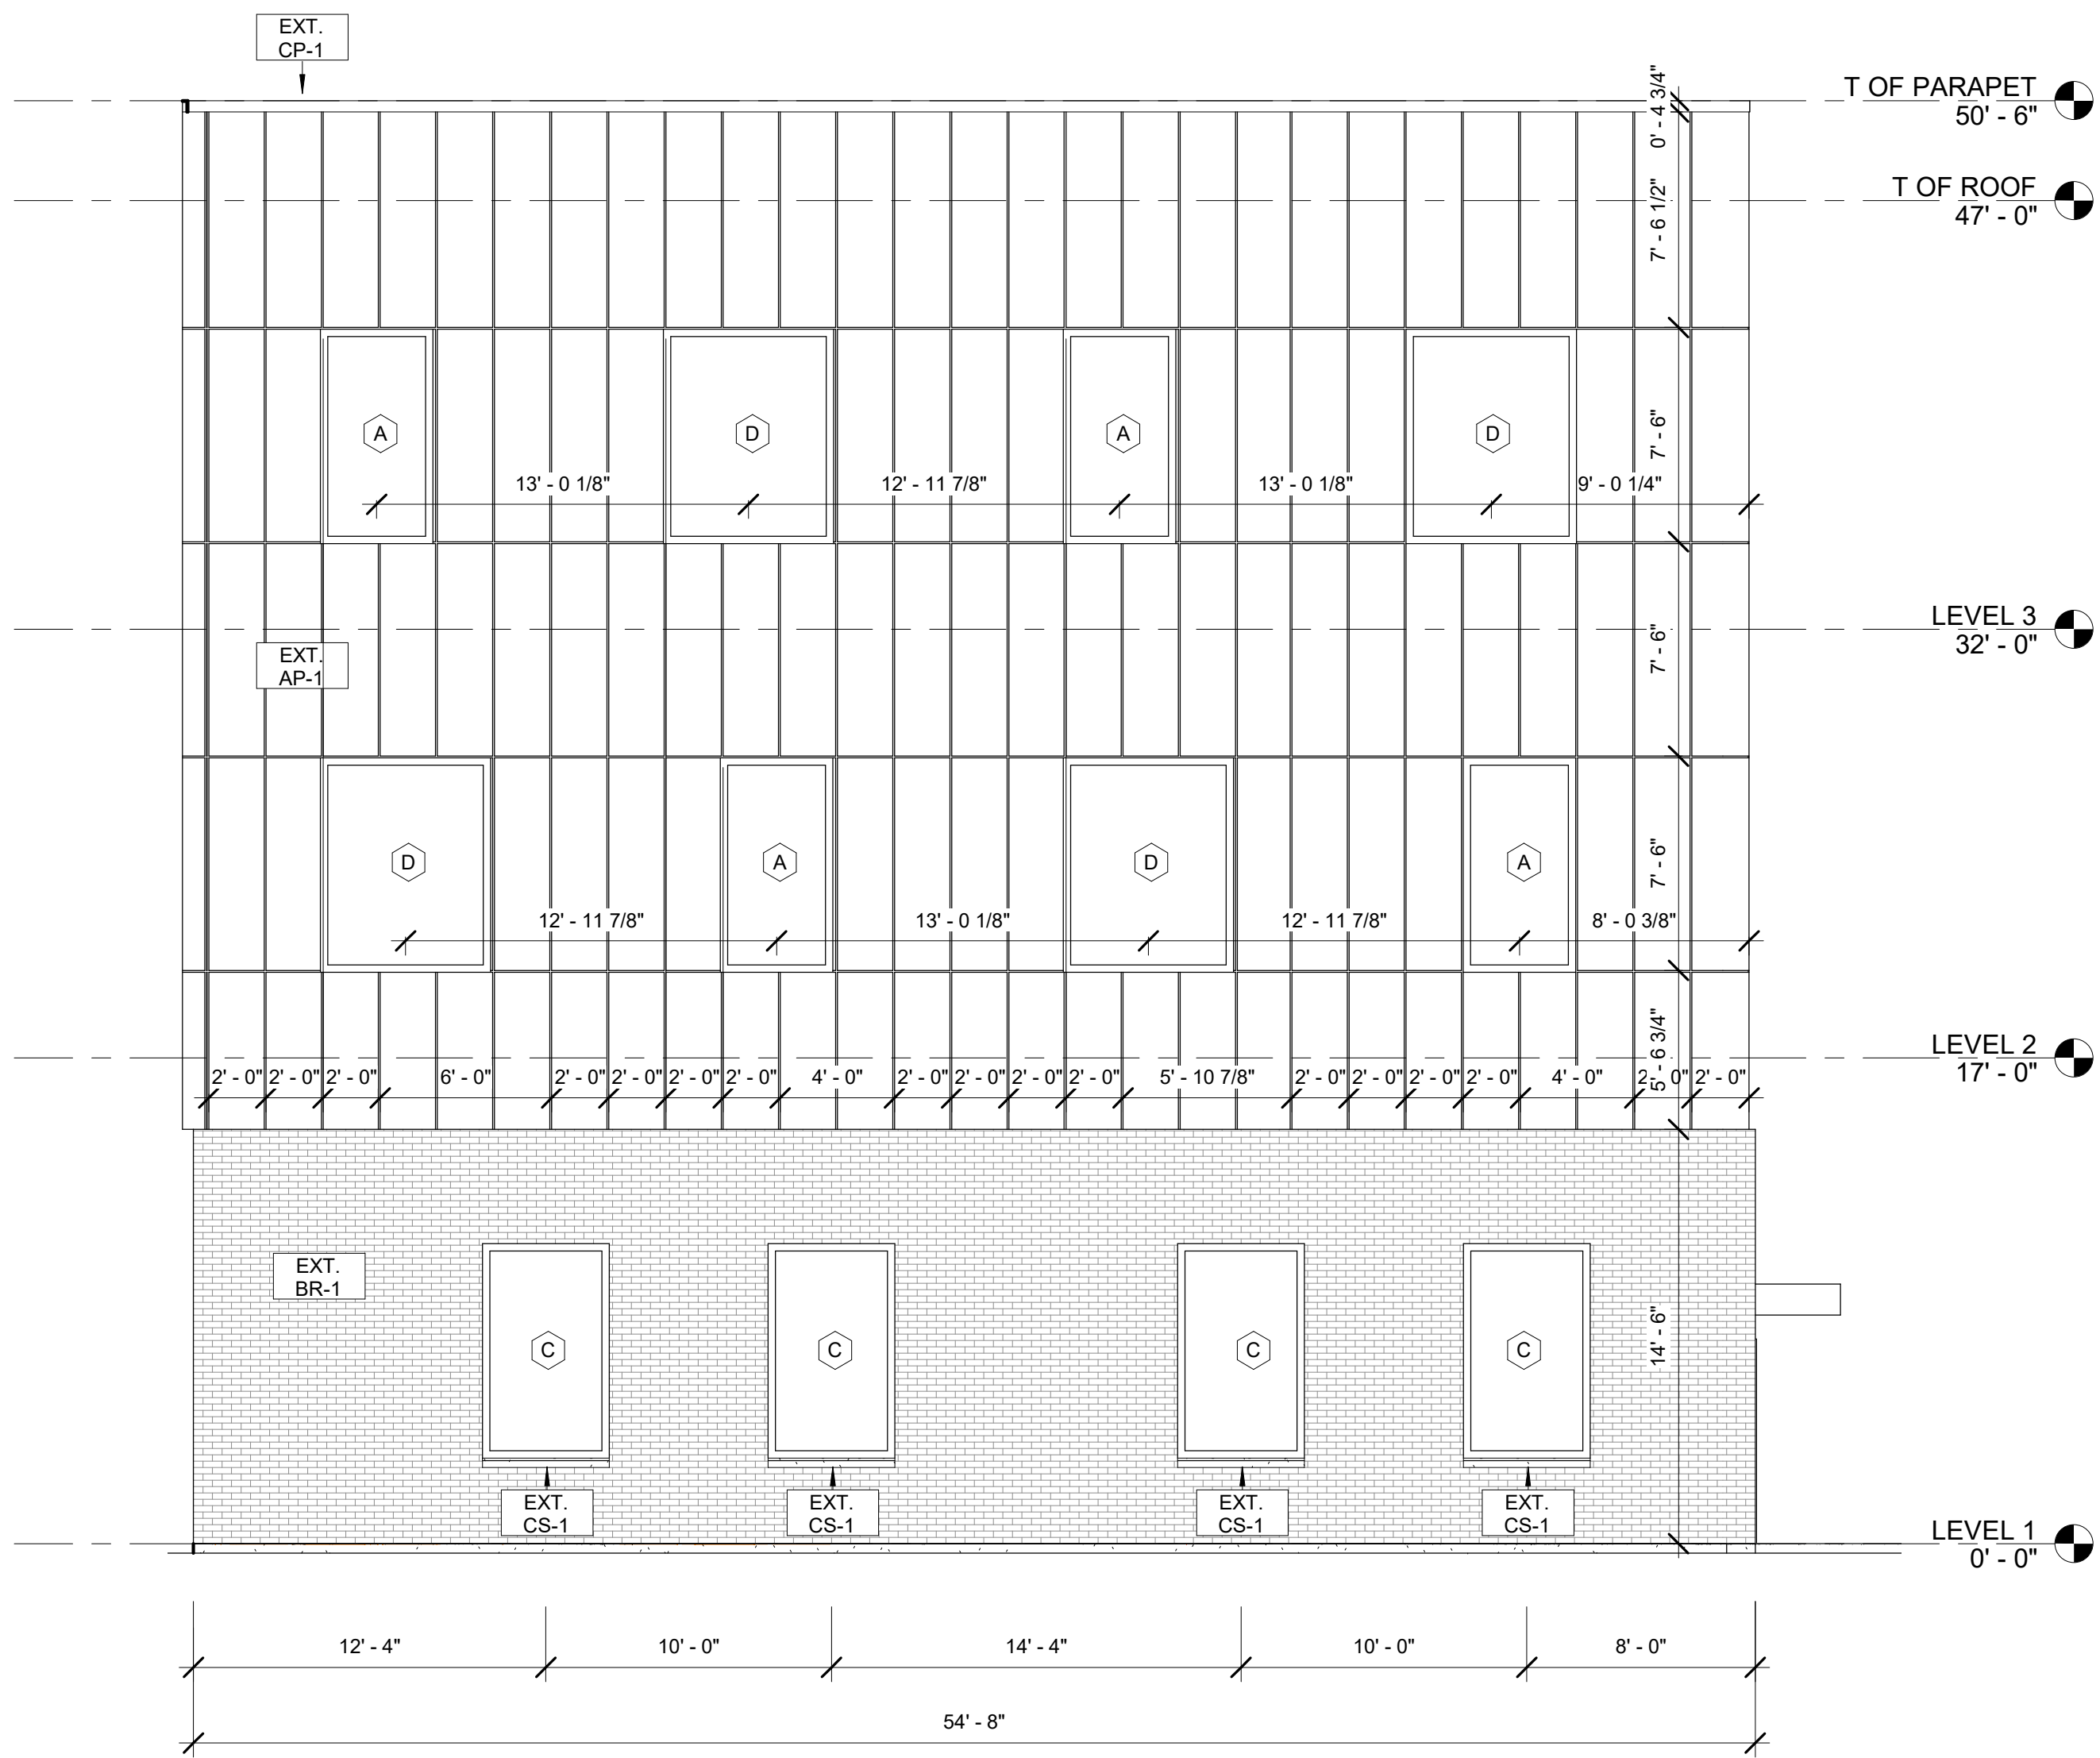 EXT.
CP-1
T OF PARAPET
50' - 6"
0' - 4 3/4"
T OF ROOF
47' - 0"
7' - 6 1/2"
A
D
A
D
7' - 6"
13' - 0 1/8"
12' - 11 7/8"
13' - 0 1/8"
9' - 0 1/4"
LEVEL 3
32' - 0"
7' - 6"
EXT.
AP-1
D
A
D
A
7' - 6"
12' - 11 7/8"
13' - 0 1/8"
12' - 11 7/8"
8' - 0 3/8"
LEVEL 2
17' - 0"
5' - 6 3/4"
2' - 0" 2' - 0" 2' - 0" 6' - 0" 2' - 0" 2' - 0" 2' - 0" 2' - 0" 4' - 0" 2' - 0" 2' - 0" 2' - 0" 2' - 0" 5' - 10 7/8" 2' - 0" 2' - 0" 2' - 0" 2' - 0" 4' - 0" 2' - 0" 2' - 0"
EXT.
BR-1
C
C
C
C
14' - 6"
EXT.
CS-1
EXT.
CS-1
EXT.
CS-1
EXT.
CS-1
LEVEL 1
0' - 0"
12' - 4"
10' - 0"
14' - 4"
10' - 0"
8' - 0"
54' - 8"